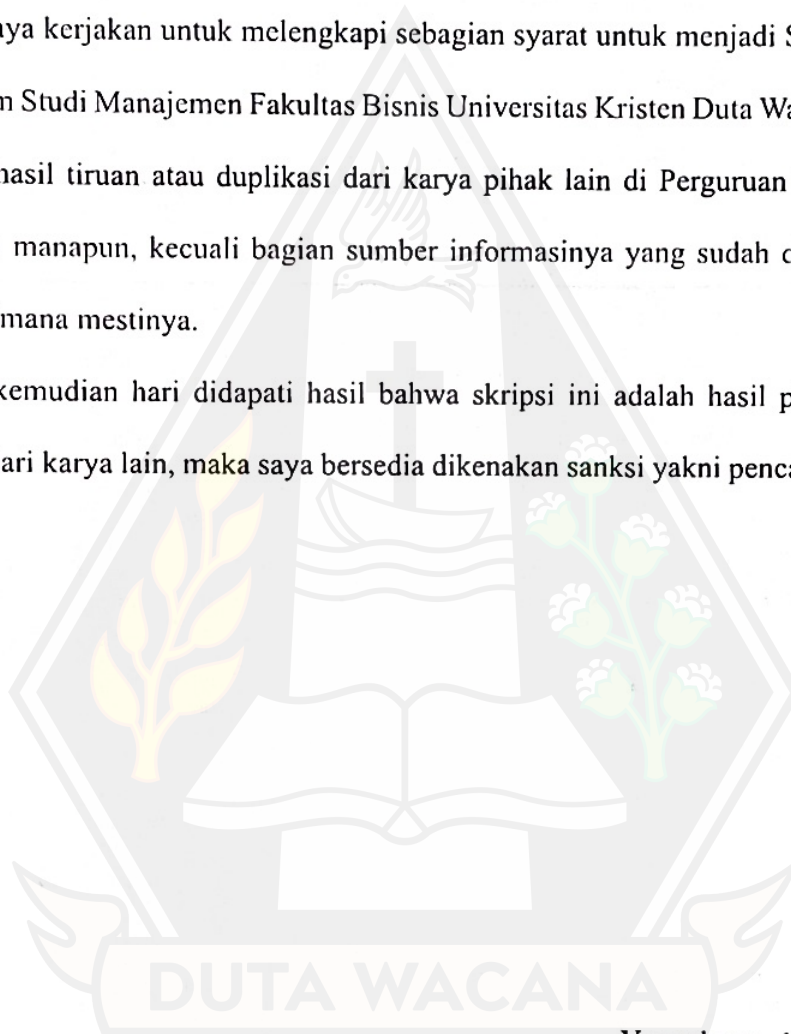 aya kerjakan untuk melengkapi sebagian syarat untuk menjadi S
m Studi Manajemen Fakultas Bisnis Universitas Kristen Duta Wa
hasil tiruan atau duplikasi dari karya pihak lain di Perguruan
manapun, kecuali bagian sumber informasinya yang sudah
mana mestinya.
kemudian hari didapati hasil bahwa skripsi ini adalah hasil p
ari karya lain, maka saya bersedia dikenakan sanksi yakni penca
DUTA WACANA